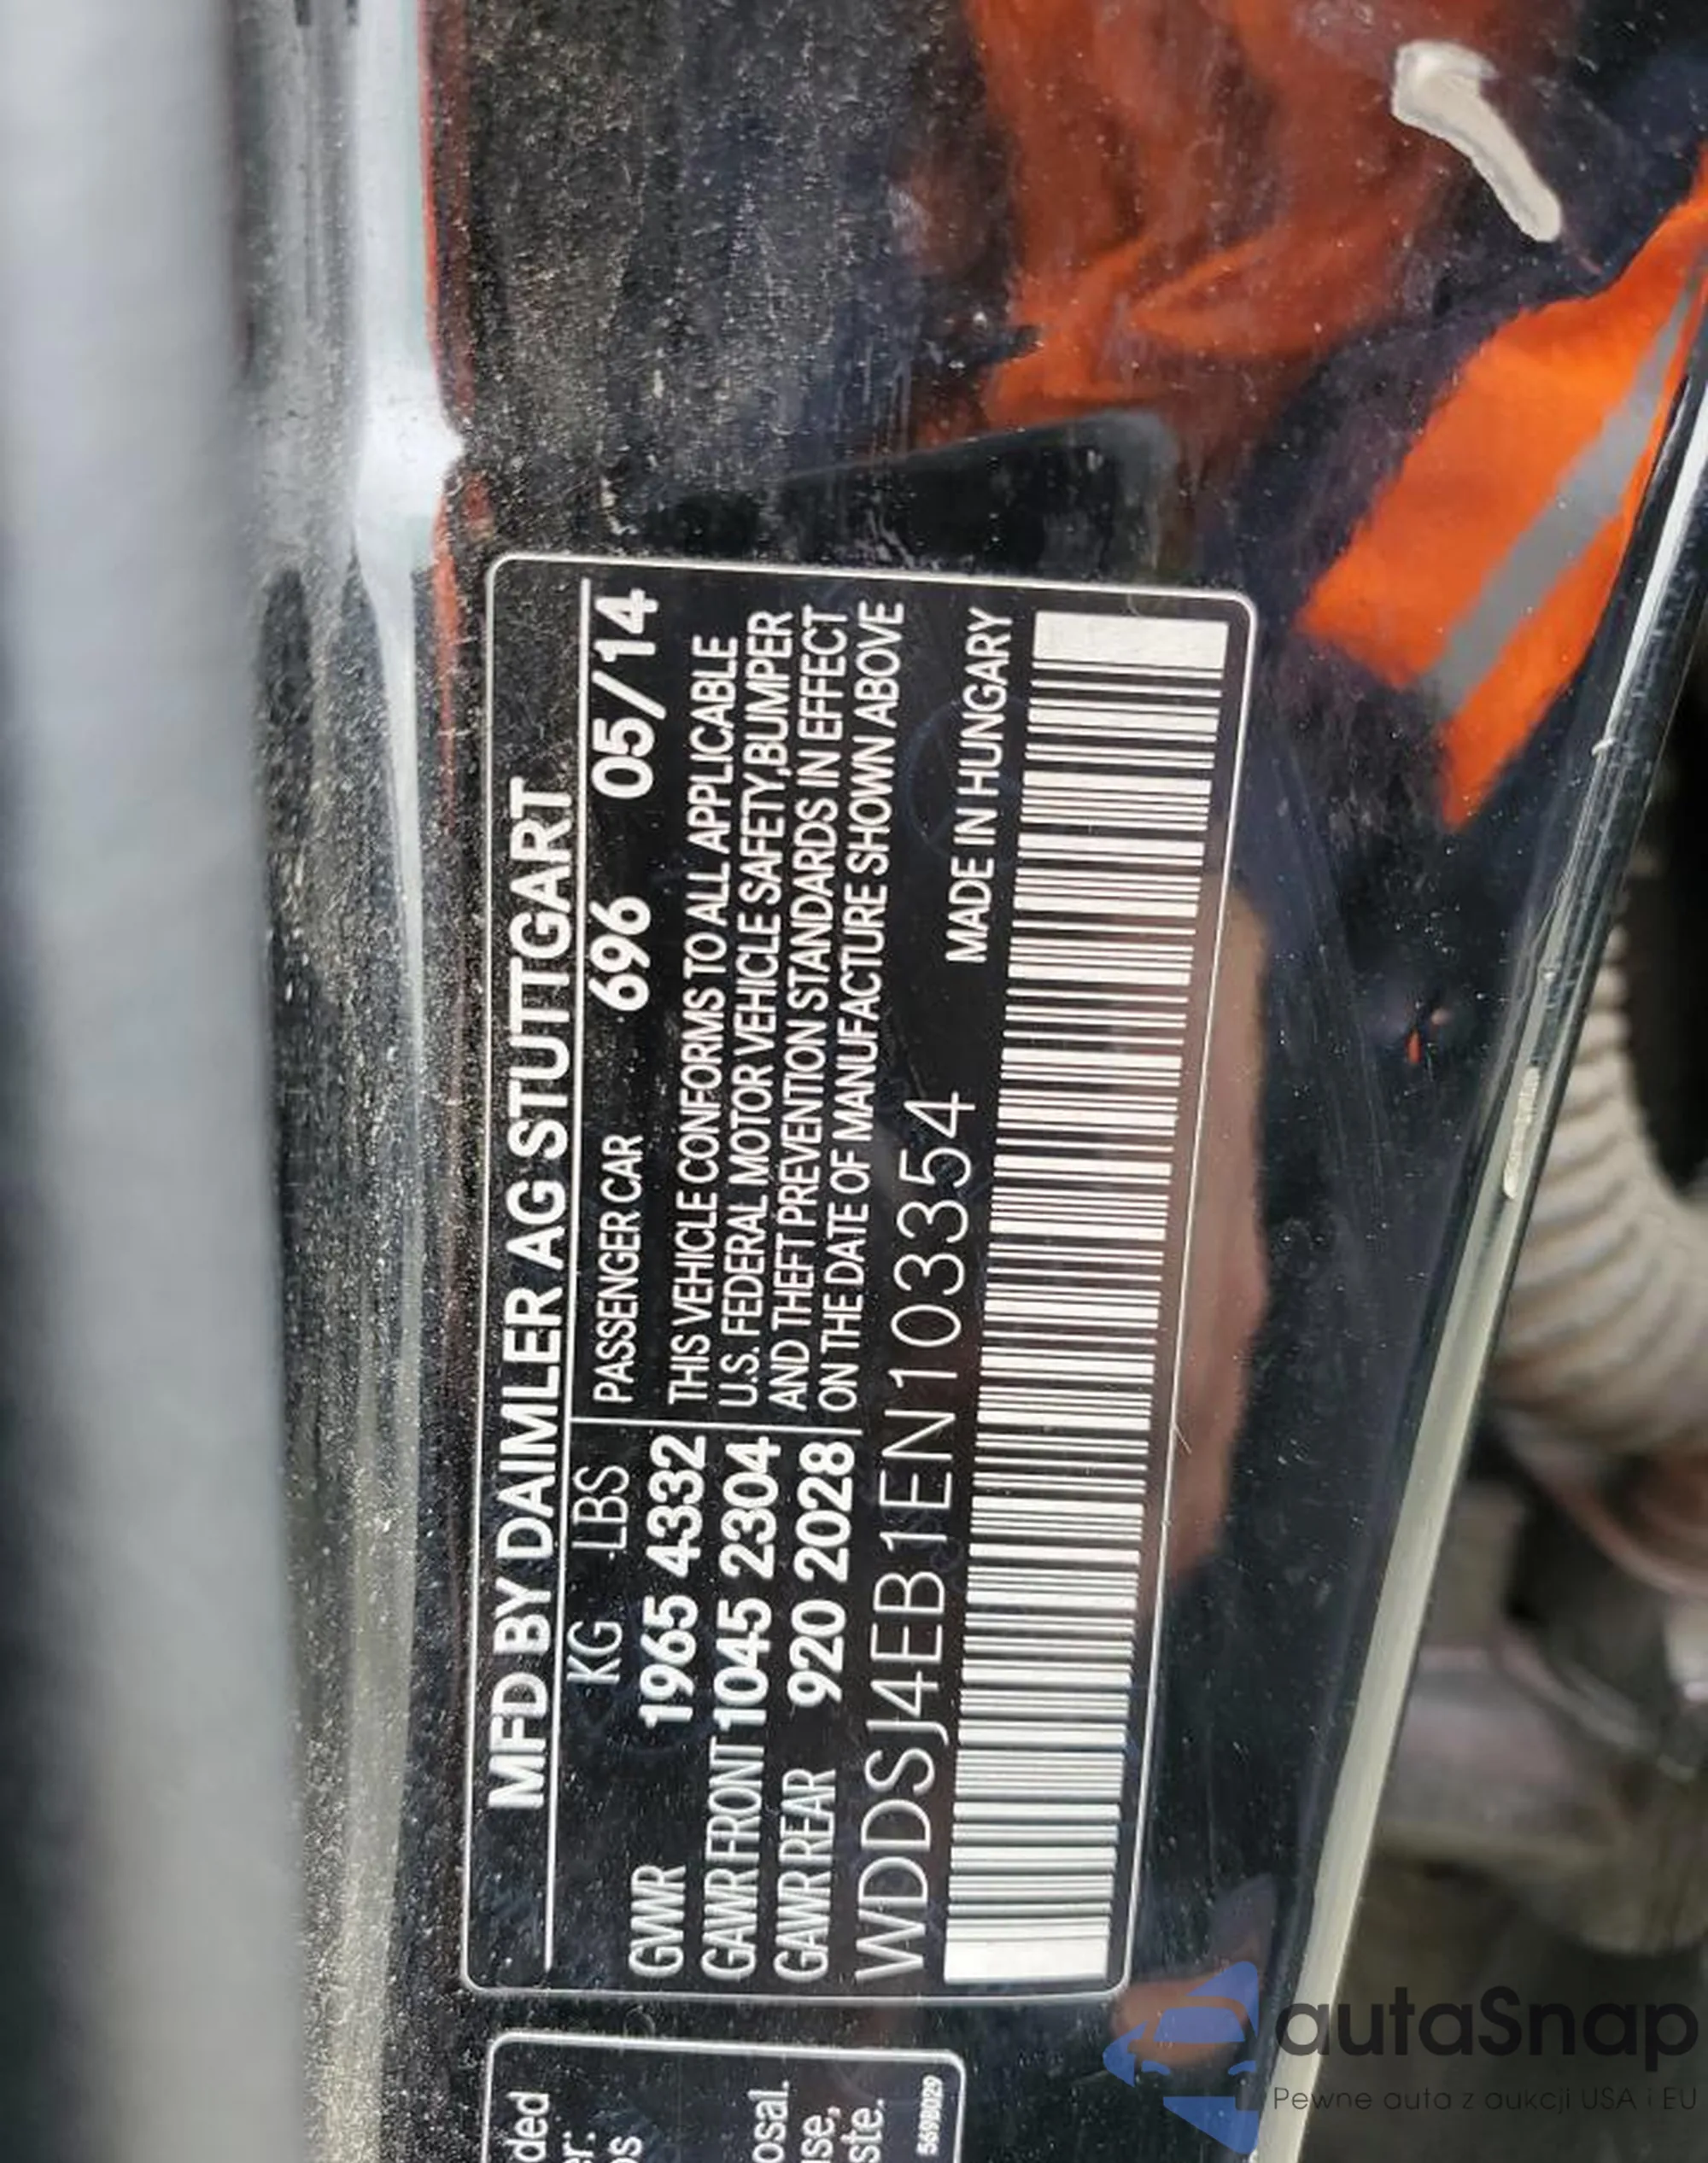 MFD BY DAIMLER AG STUTTGART
KG LBS PASSENGER CAR 696 05/14
GWR 1965 4332 THIS VEHICLE CONFORMS TO ALL APPLICABLE
GAWR FRONT 1045 2304 U.S. FEDERAL MOTOR VEHICLE SAFETY,BUMPER
GAWR REAR 920 2028 AND THEFT PREVENTION STANDARDS IN EFFECT
ON THE DATE OF MANUFACTURE SHOWN ABOVE
WDDSJ4EB1EN103354 MADE IN HUNGARY
5698029
autaSnap
Pewne auta z aukcji USA i EU